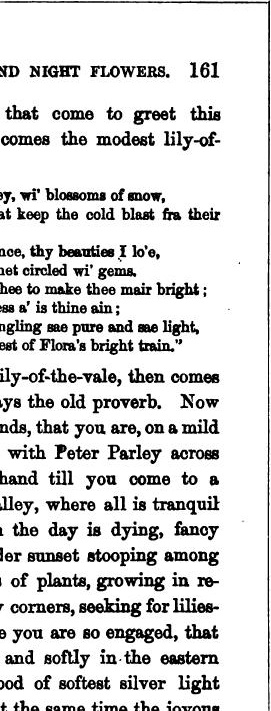 ND NIGHT FLOWERS. 161
that come to greet this
comes the modest lily-of-
ey, wi' blossoms of snow,
at keep the cold blast fra their
nce, thy beauties I lo'e,
net circled wi' gems,
hee to make thee mair bright;
ess a' is thine ain;
ngling sae pure and sae light,
est of Flora's bright train."
ily-of-the-vale, then comes
ays the old proverb. Now
nds, that you are, on a mild
with Peter Parley across
hand till you come to a
alley, where all is tranquil
n the day is dying, fancy
der sunset stooping among
s of plants, growing in re-
y corners, seeking for lilies-
e you are so engaged, that
and softly in the eastern
ood of softest silver light
t the same time the joyous